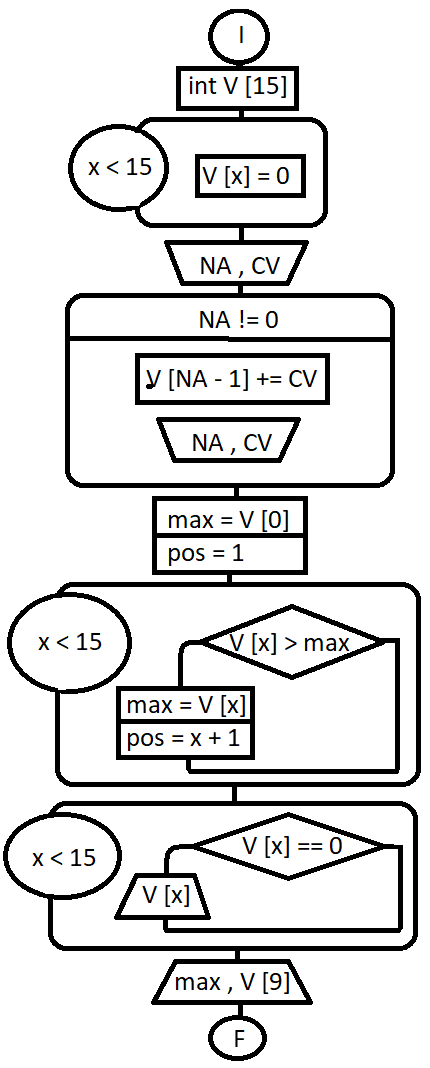 I
int V [15]
x < 15
V [x] = 0
NA , CV
NA != 0
V [NA - 1] += CV
NA , CV
max = V [0]
pos = 1
x < 15
V [x] > max
max = V [x]
pos = x + 1
x < 15
V [x] == 0
V [x]
max , V [9]
F